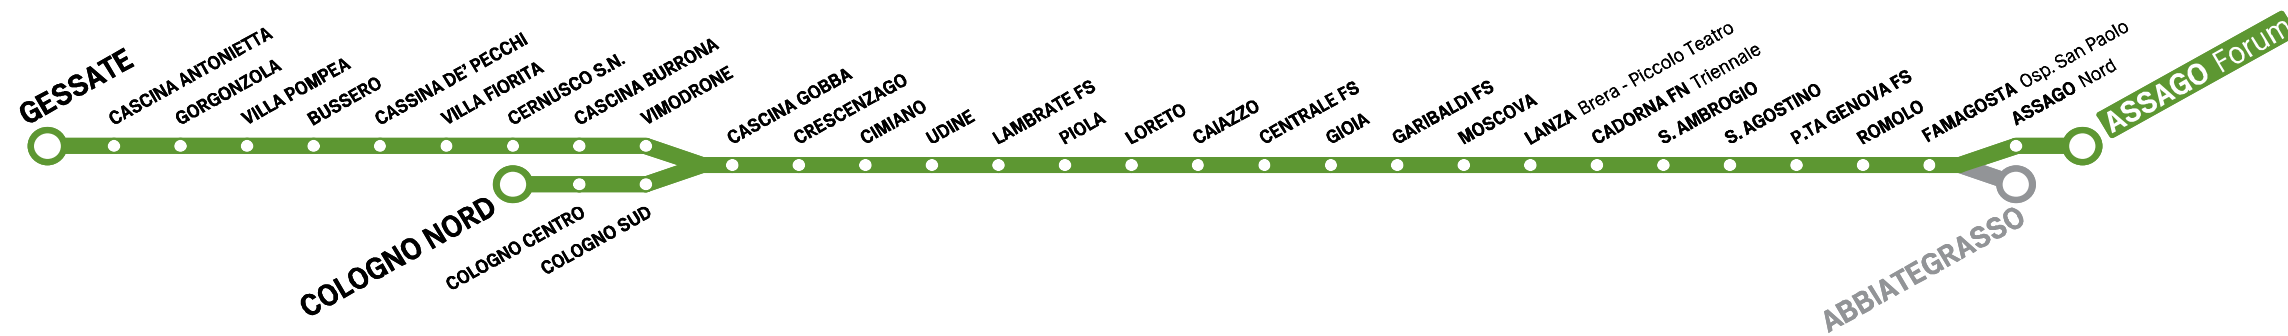 GESSATE
CASCINA ANTONIETTA
GORGONZOLA
VILLA POMPEA
BUSSERO
CASSINA DE' PECCHI
VILLA FIORITA
CERNUSCO S.N.
CASCINA BURRONA
VIMODRONE
COLOGNO NORD
COLOGNO CENTRO
COLOGNO SUD
CASCINA GOBBA
CRESCENZAGO
CIMIANO
UDINE
LAMBRATE FS
PIOLA
LORETO
CAIAZZO
CENTRALE FS
GIOIA
GARIBALDI FS
MOSCOVA
LANZA Brera - Piccolo Teatro
CADORNA FN Triennale
S. AMBROGIO
S. AGOSTINO
P.TA GENOVA FS
ROMOLO
FAMAGOSTA Osp. San Paolo
ASSAGO Nord
ASSAGO Forum
ABBIATEGRASSO